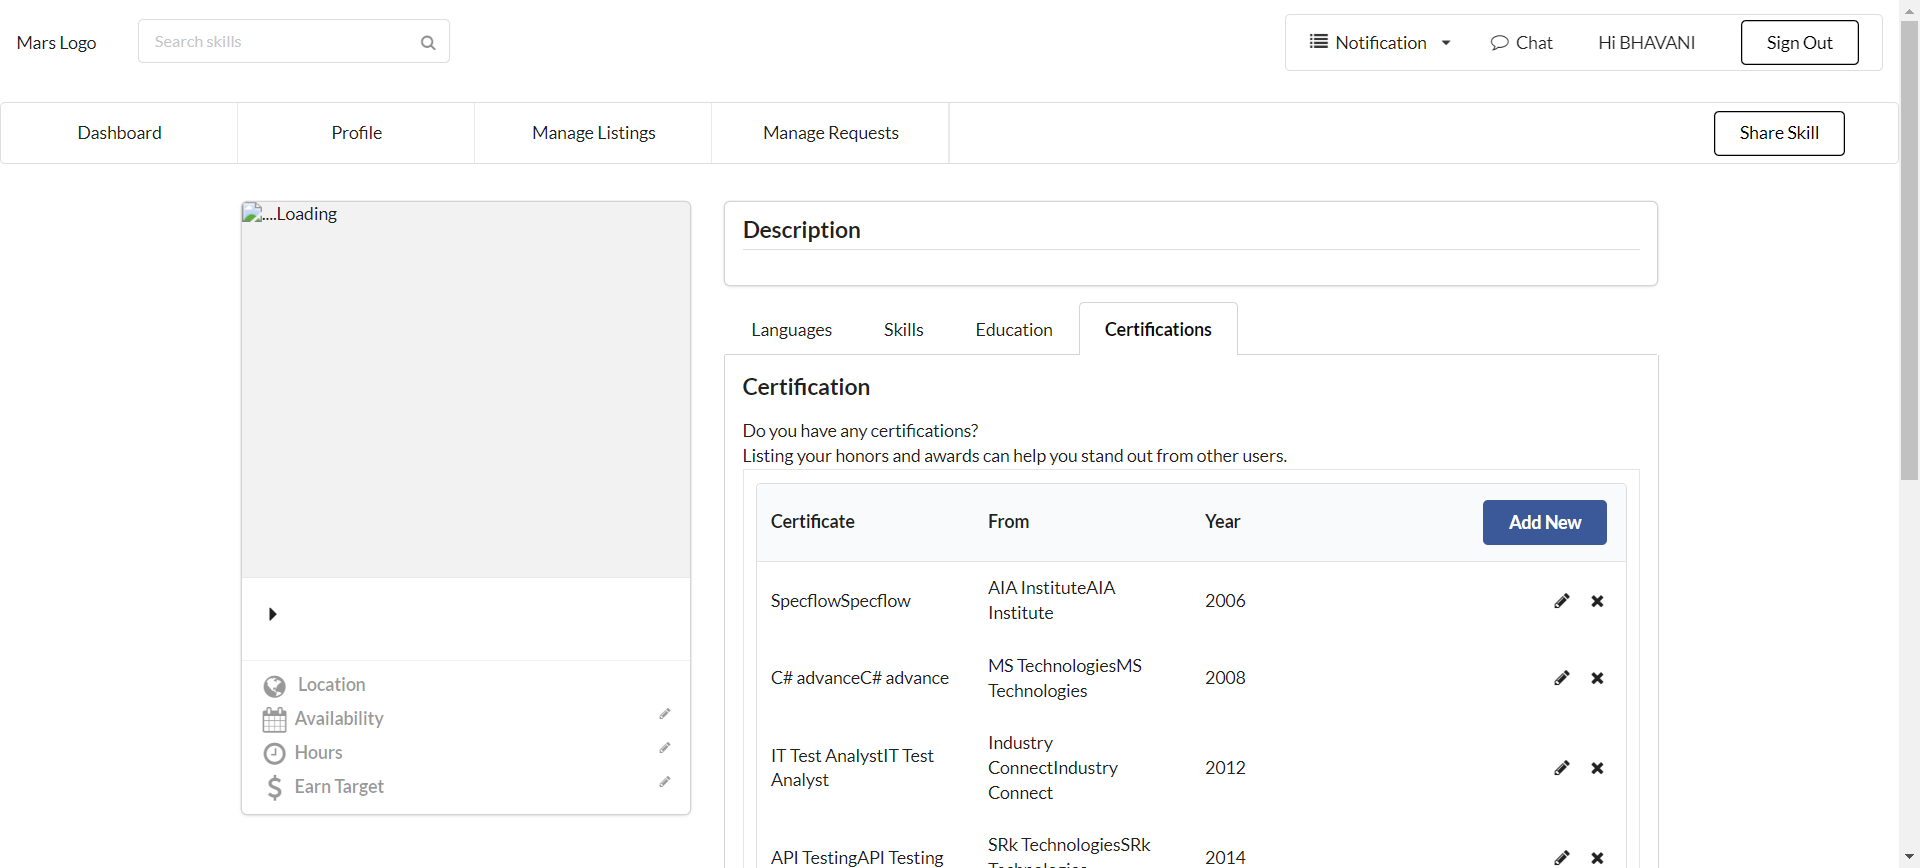 Mars Logo
Search skills
Notification
Chat
Hi BHAVANI
Sign Out
Dashboard
Profile
Manage Listings
Manage Requests
Share Skill
....Loading
Location
Availability
Hours
Earn Target
Description
Languages
Skills
Education
Certifications
Certification
Do you have any certifications?
Listing your honors and awards can help you stand out from other users.
Certificate
From
Year
Add New
SpecflowSpecflow
AIA InstituteAIA
Institute
2006
C# advanceC# advance
MS TechnologiesMS
Technologies
2008
IT Test AnalystIT Test
Analyst
Industry
ConnectIndustry
Connect
2012
API TestingAPI Testing
SRk TechnologiesSRk
Technologies
2014